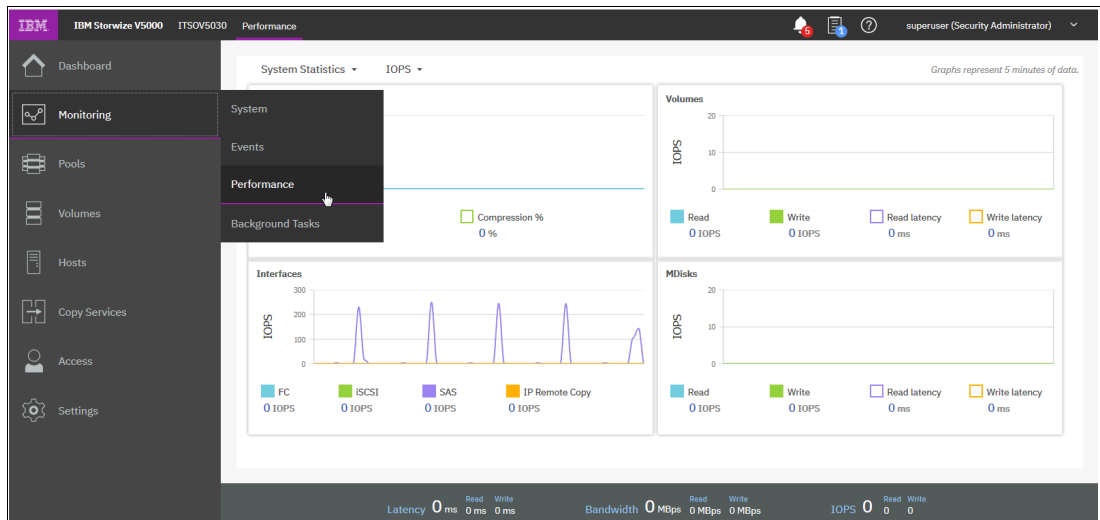 IBM IBM Storwize V5000 ITSOV5030 Performance 5 1 ? superuser (Security Administrator)
Dashboard
Monitoring
Pools
Volumes
Hosts
Copy Services
Access
Settings
System
Events
Performance
Background Tasks
System Statistics IOPS Graphs represent 5 minutes of data.
Compression %
0 %
Volumes
20
10
0
IOPS
Read Write Read latency Write latency
0 IOPS 0 IOPS 0 ms 0 ms
Interfaces
300
200
100
0
IOPS
FC iSCSI SAS IP Remote Copy
0 IOPS 0 IOPS 0 IOPS 0 IOPS
MDisks
20
10
0
IOPS
Read Write Read latency Write latency
0 IOPS 0 IOPS 0 ms 0 ms
Latency 0 ms Read 0 ms Write 0 ms
Bandwidth 0 MBps Read 0 MBps Write 0 MBps
IOPS 0 Read 0 Write 0